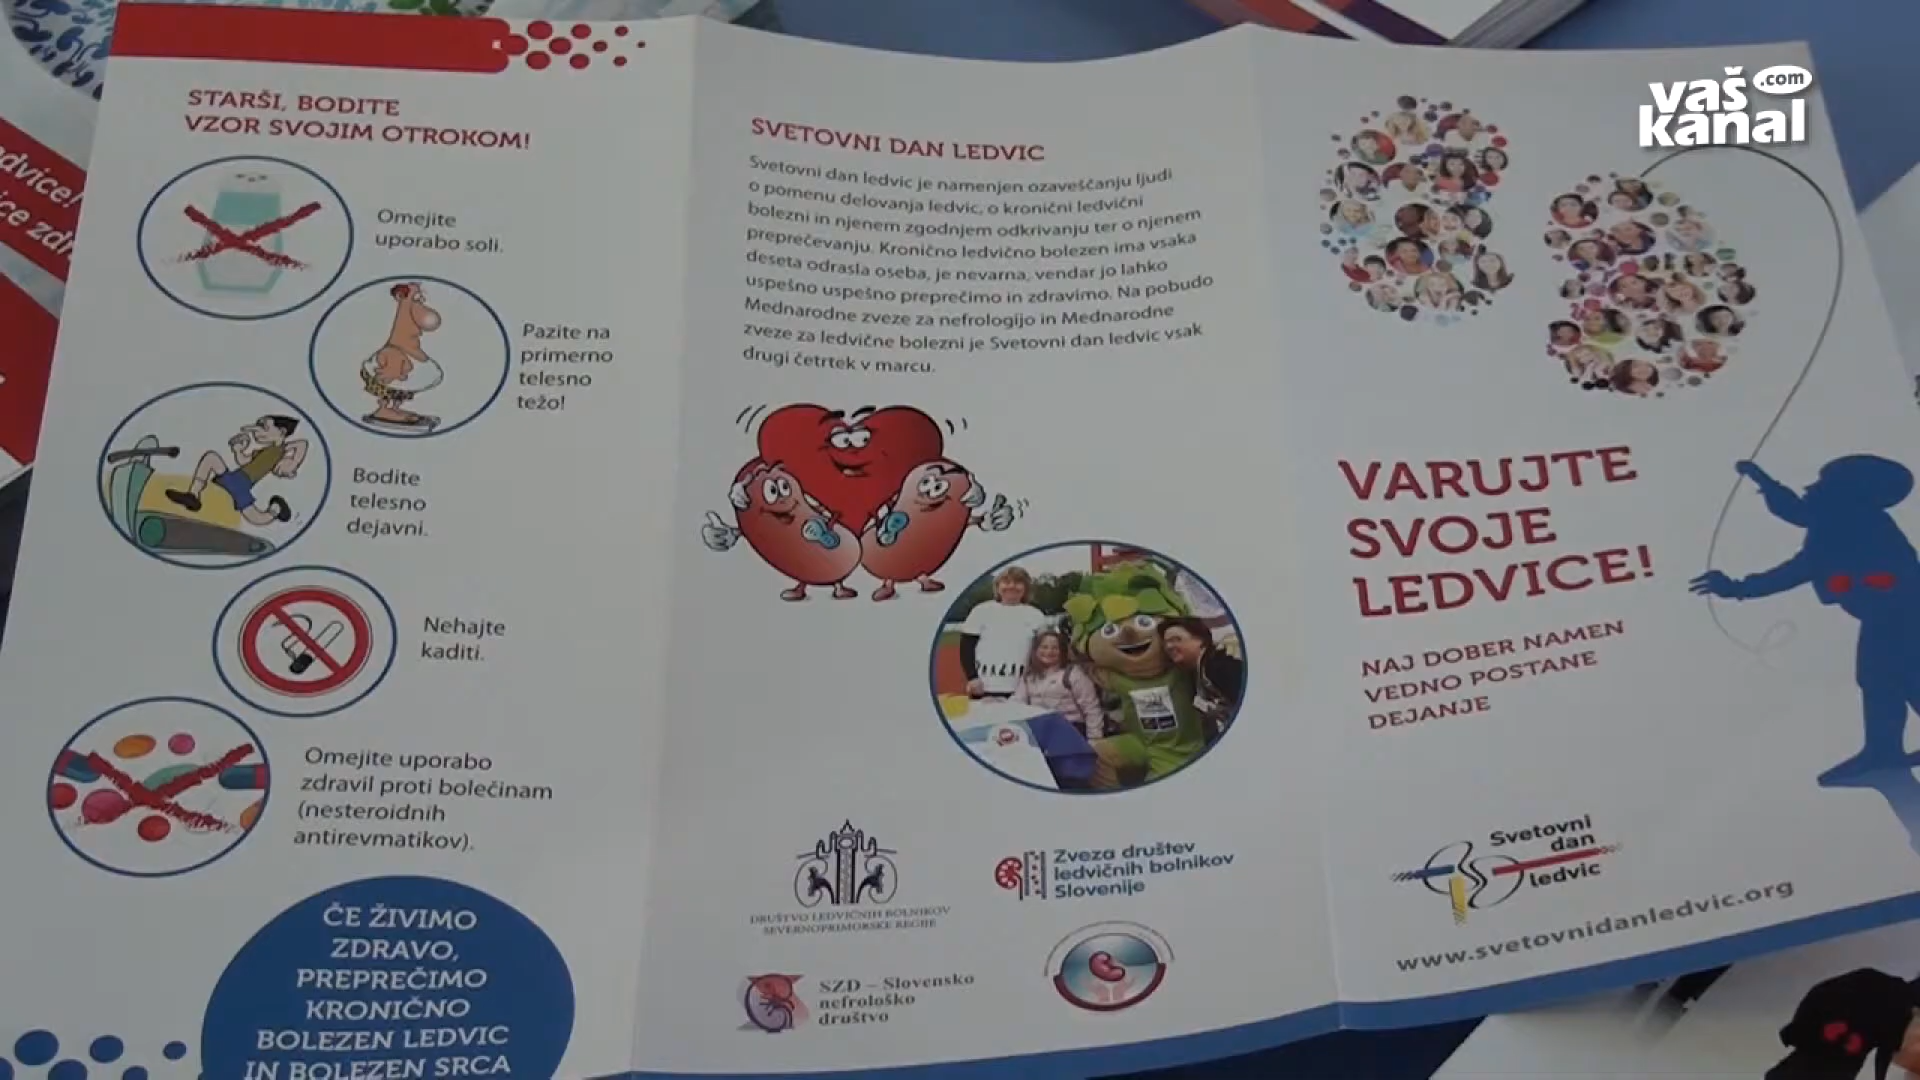 vaš
.com
kanal
STARŠI, BODITE
VZOR SVOJIM OTROKOM!
Omejite
uporabo soli.
Pazite na
primerno
telesno
težo!
Bodite
telesno
dejavni.
Nehajte
kaditi.
Omejite uporabo
zdravil proti bolečinam
(nesteroidnih
antirevmatikov).
ČE ŽIVIMO
ZDRAVO,
PREPREČIMO
KRONIČNO
BOLEZEN LEDVIC
IN BOLEZEN SRCA
SVETOVNI DAN LEDVIC
Svetovni dan ledvic je namenjen ozaveščanju ljudi
o pomenu delovanja ledvic, o kronični ledvični
bolezni in njenem zgodnjem odkrivanju ter o njenem
preprečevanju. Kronično ledvično bolezen ima vsaka
deseta odrasla oseba, je nevarna, vendar jo lahko
uspešno uspešno preprečimo in zdravimo. Na pobudo
Mednarodne zveze za nefrologijo in Mednarodne
zveze za ledvične bolezni je Svetovni dan ledvic vsak
drugi četrtek v marcu.
DRUŠTVO LEDVIČNIH BOLNIKOV
SEVERNOPRIMORSKE REGIJE
Zveza društev
ledvičnih bolnikov
Slovenije
SZD – Slovensko
nefrološko
društvo
VARUJTE
SVOJE
LEDVICE!
NAJ DOBER NAMEN
VEDNO POSTANE
DEJANJE
Svetovni
dan
ledvic
www.svetovnidanledvic.org